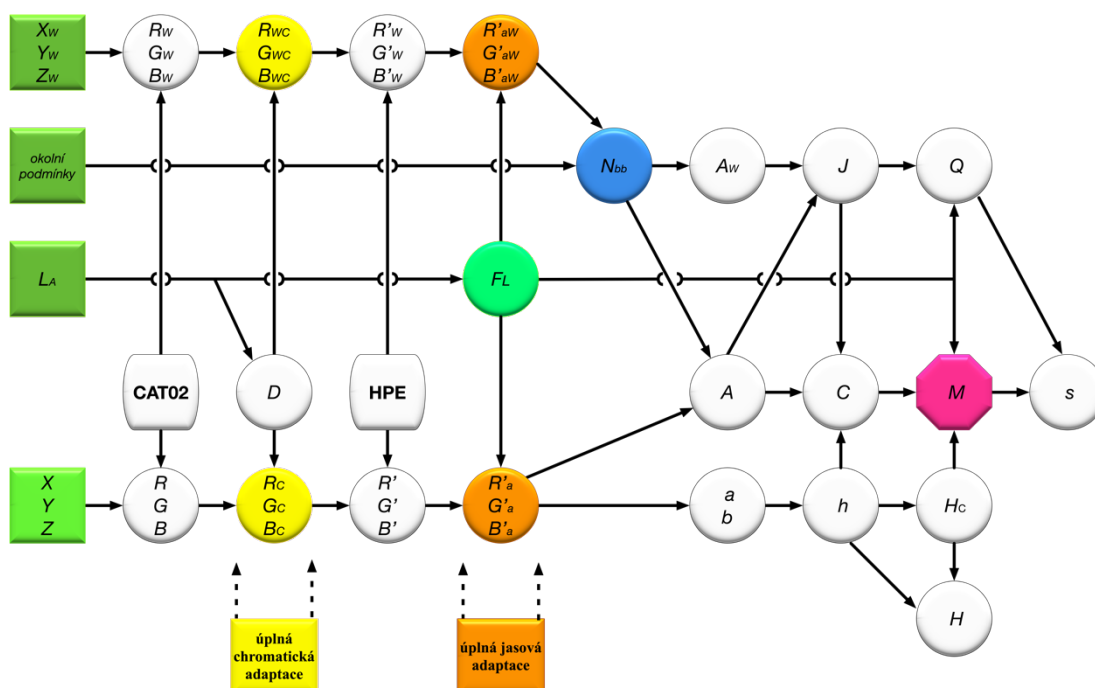 XW
YW
ZW
RW
GW
BW
RWC
GWC
BWC
R'W
G'W
B'W
R'aW
G'aW
B'aW
okolní
podmínky
Nbb
AW
J
Q
LA
FL
CAT02
D
HPE
A
C
M
s
X
Y
Z
R
G
B
RC
GC
BC
R'
G'
B'
R'a
G'a
B'a
a
b
h
HC
H
úplná
chromatická
adaptace
úplná jasová
adaptace